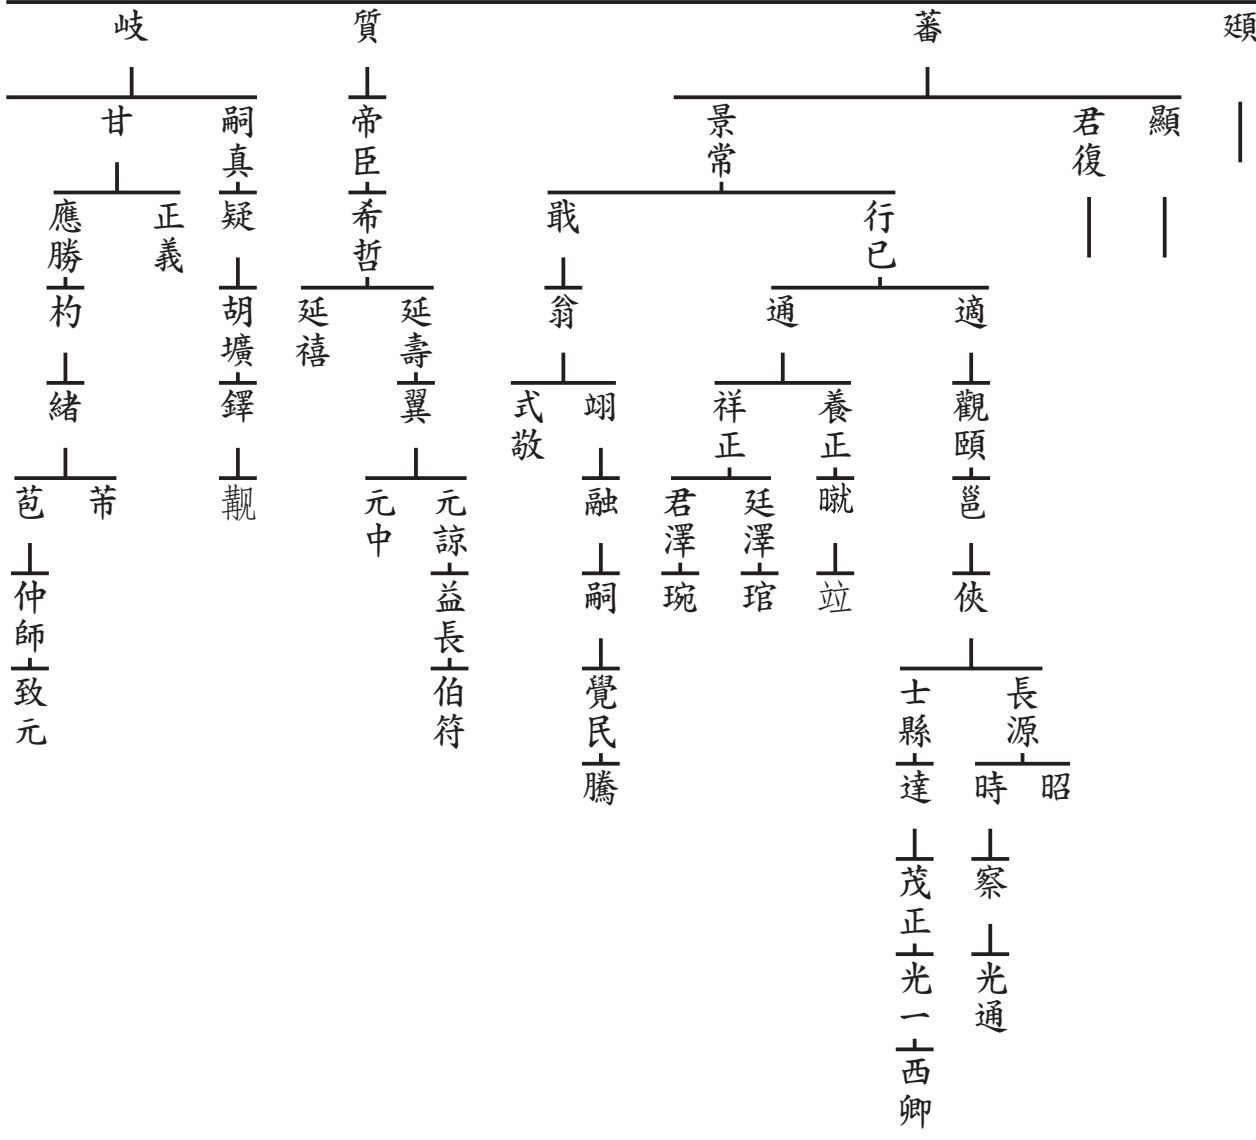 頲
蕃
顯
君復
景常
行已
適
觀頤
邕
俠
長源
昭
時
察
光通
士縣
達
茂正
光一
西卿
通
養正
竝
祥正
廷澤
琯
君澤
琬
戢
翁
翊
融
嗣
覺民
騰
式敬
質
帝臣
希哲
延壽
翼
元諒
益長
伯符
元中
延禧
岐
嗣真
疑
胡壙
鐸
甘
正義
應勝
杓
緒
芾
苞
仲師
致元